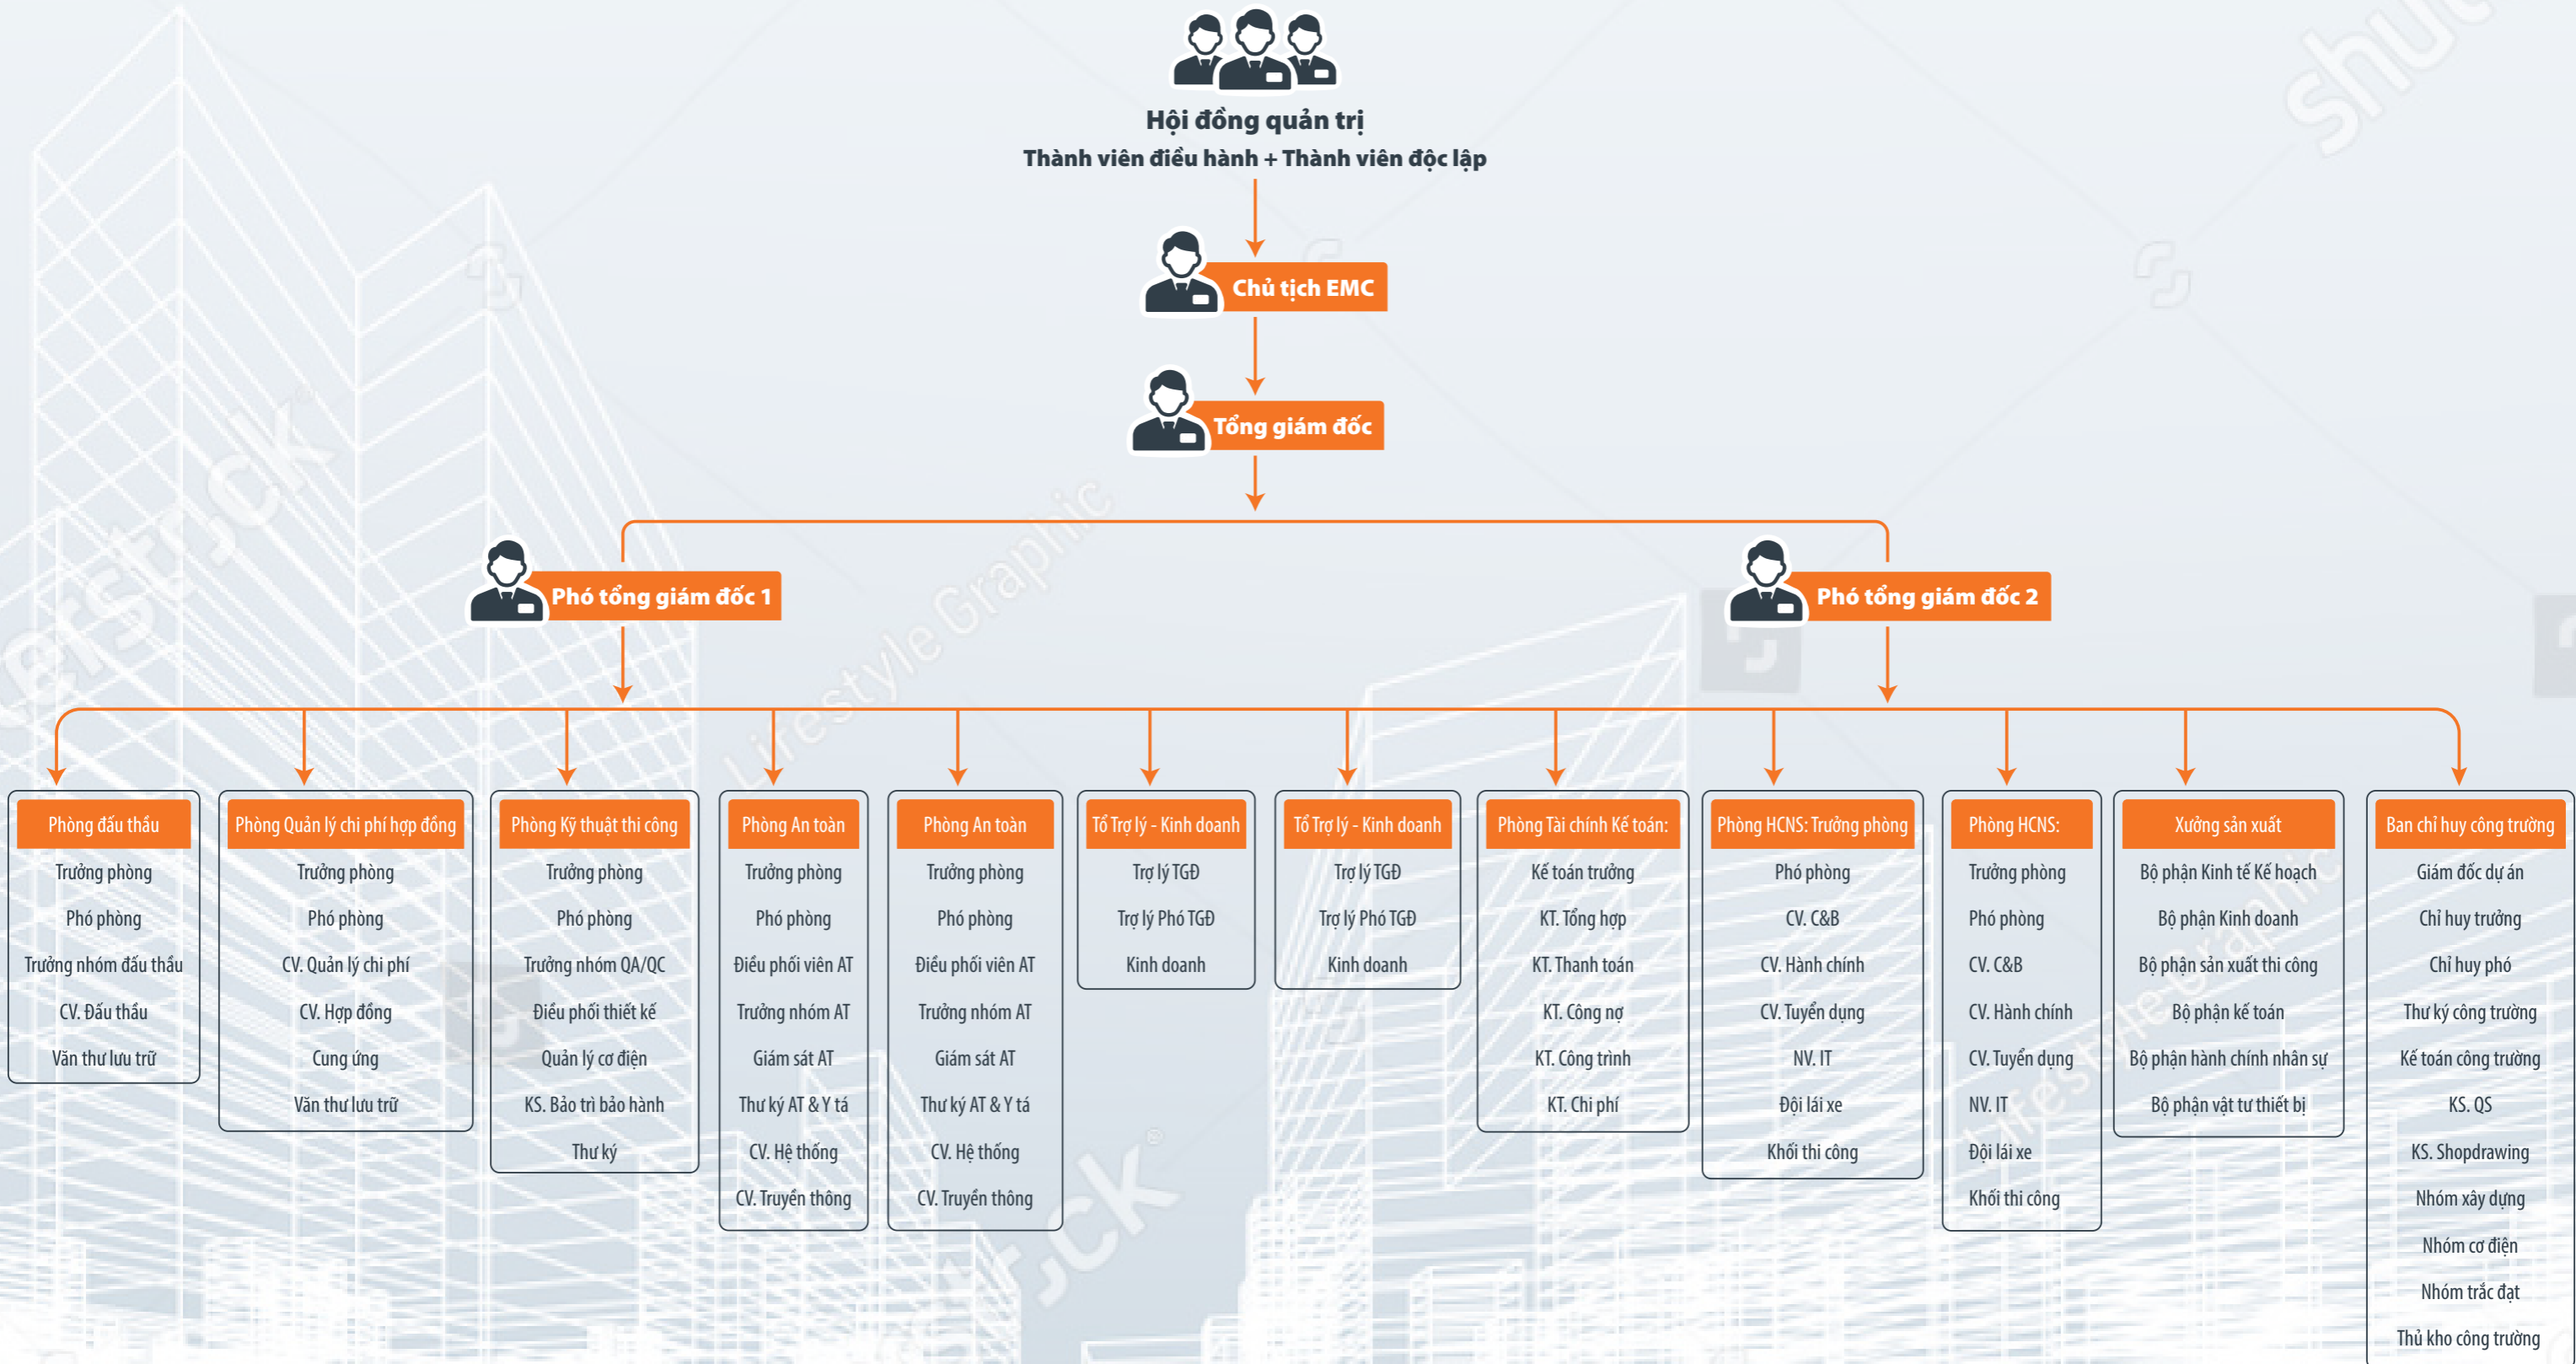 Hội đồng quản trị
Thành viên điều hành + Thành viên độc lập
Chủ tịch EMC
Tổng giám đốc
Phó tổng giám đốc 1
Phó tổng giám đốc 2
Phòng đấu thầu
Trưởng phòng
Phó phòng
Trưởng nhóm đấu thầu
CV. Đấu thầu
Văn thư lưu trữ
Phòng Quản lý chi phí hợp đồng
Trưởng phòng
Phó phòng
CV. Quản lý chi phí
CV. Hợp đồng
Cung ứng
Văn thư lưu trữ
Phòng Kỹ thuật thi công
Trưởng phòng
Phó phòng
Trưởng nhóm QA/QC
Điều phối thiết kế
Quản lý cơ điện
KS. Bảo trì bảo hành
Thư ký
Phòng An toàn
Trưởng phòng
Phó phòng
Điều phối viên AT
Trưởng nhóm AT
Giám sát AT
Thư ký AT & Y tá
CV. Hệ thống
CV. Truyền thông
Phòng An toàn
Trưởng phòng
Phó phòng
Điều phối viên AT
Trưởng nhóm AT
Giám sát AT
Thư ký AT & Y tá
CV. Hệ thống
CV. Truyền thông
Tổ Trợ lý - Kinh doanh
Trợ lý TGĐ
Trợ lý Phó TGĐ
Kinh doanh
Tổ Trợ lý - Kinh doanh
Trợ lý TGĐ
Trợ lý Phó TGĐ
Kinh doanh
Phòng Tài chính Kế toán:
Kế toán trưởng
KT. Tổng hợp
KT. Thanh toán
KT. Công nợ
KT. Công trình
KT. Chi phí
Phòng HCNS: Trưởng phòng
Phó phòng
CV. C&B
CV. Hành chính
CV. Tuyển dụng
NV. IT
Đội lái xe
Khối thi công
Phòng HCNS:
Trưởng phòng
Phó phòng
CV. C&B
CV. Hành chính
CV. Tuyển dụng
NV. IT
Đội lái xe
Khối thi công
Xưởng sản xuất
Bộ phận Kinh tế Kế hoạch
Bộ phận Kinh doanh
Bộ phận sản xuất thi công
Bộ phận kế toán
Bộ phận hành chính nhân sự
Bộ phận vật tư thiết bị
Ban chỉ huy công trường
Giám đốc dự án
Chỉ huy trưởng
Chỉ huy phó
Thư ký công trường
Kế toán công trường
KS. QS
KS. Shopdrawing
Nhóm xây dựng
Nhóm cơ điện
Nhóm trắc đạt
Thủ kho công trường
Lifestyle Graphic
Lifestyle Graphic